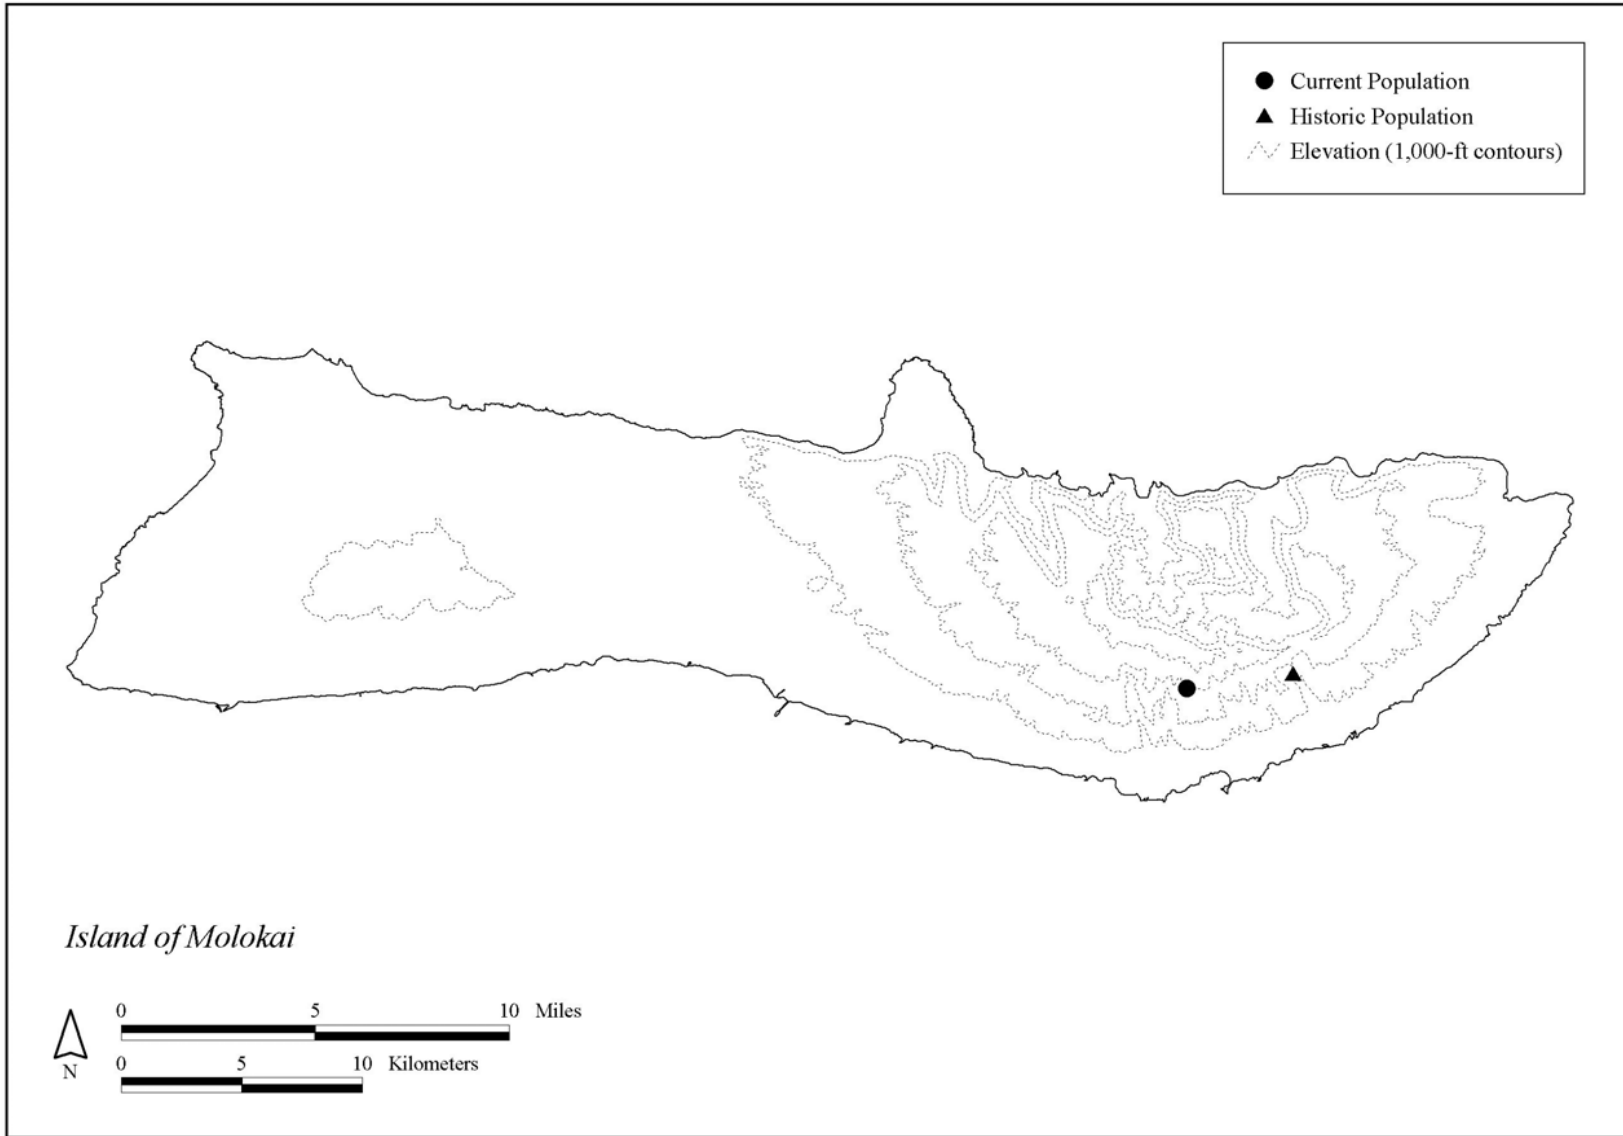 Current Population
Historic Population
Elevation (1,000-ft contours)
Island of Molokai
0 5 10 Miles
0 5 10 Kilometers
N